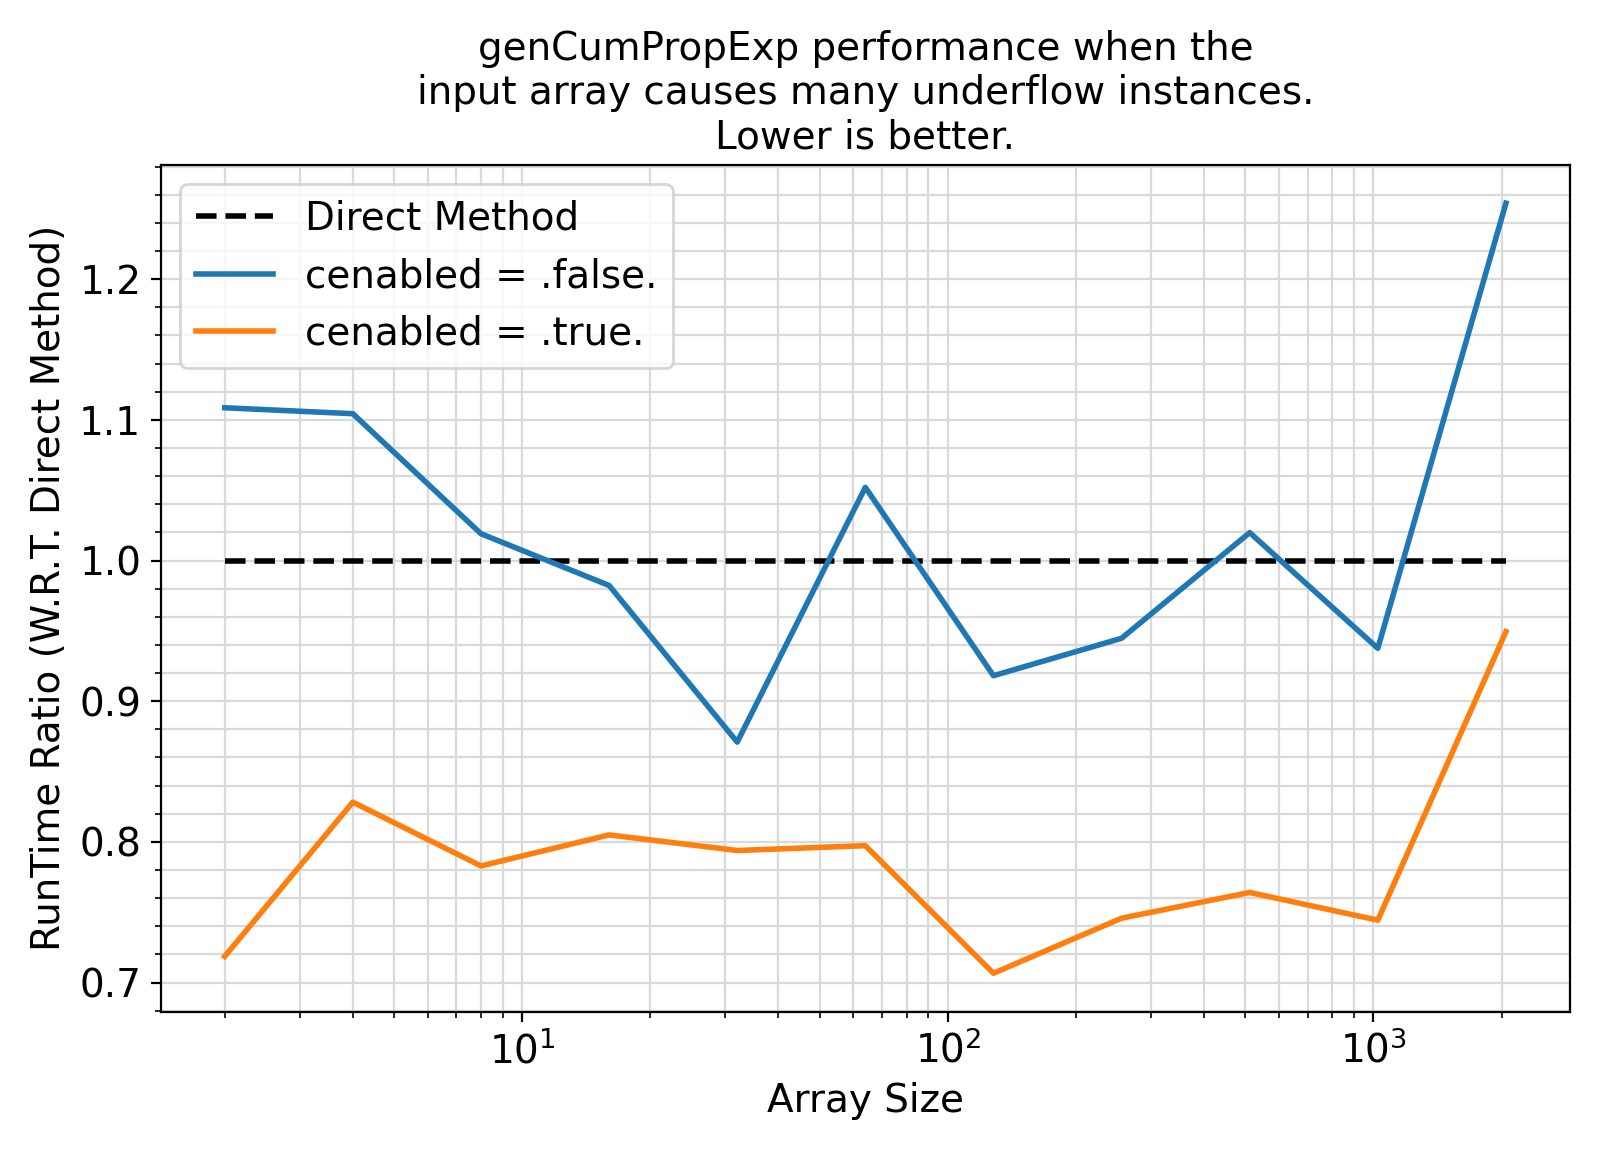 genCumPropExp performance when the
input array causes many underflow instances.
Lower is better.
Direct Method
cenabled = .false.
cenabled = .true.
RunTime Ratio (W.R.T. Direct Method)
1.2
1.1
1.0
0.9
0.8
0.7
10¹
10²
10³
Array Size